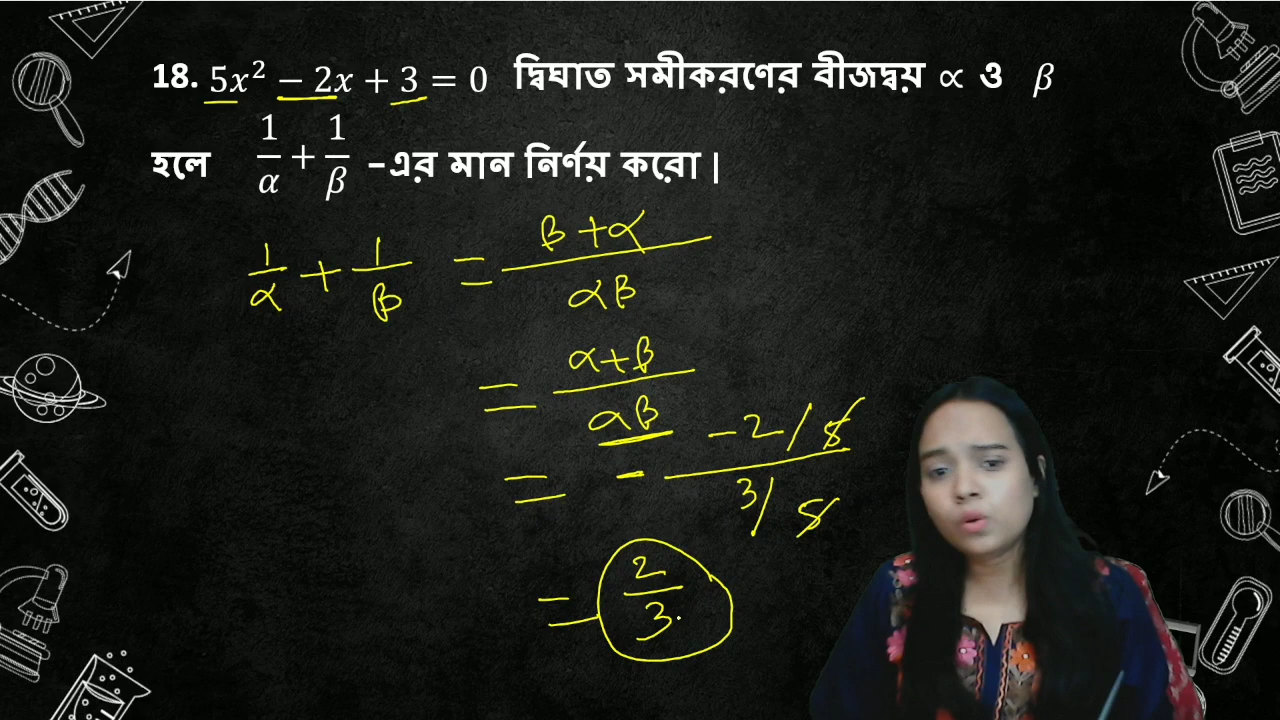 18. 5x² − 2x + 3 = 0 দ্বিঘাত সমীকরণের বীজদ্বয় ∝ ও β
হলে 1/α + 1/β –এর মান নির্ণয় করো।
1/α + 1/β = β+α / αβ
= α+β / αβ
= - -2/5 / 3/5
= 2/3